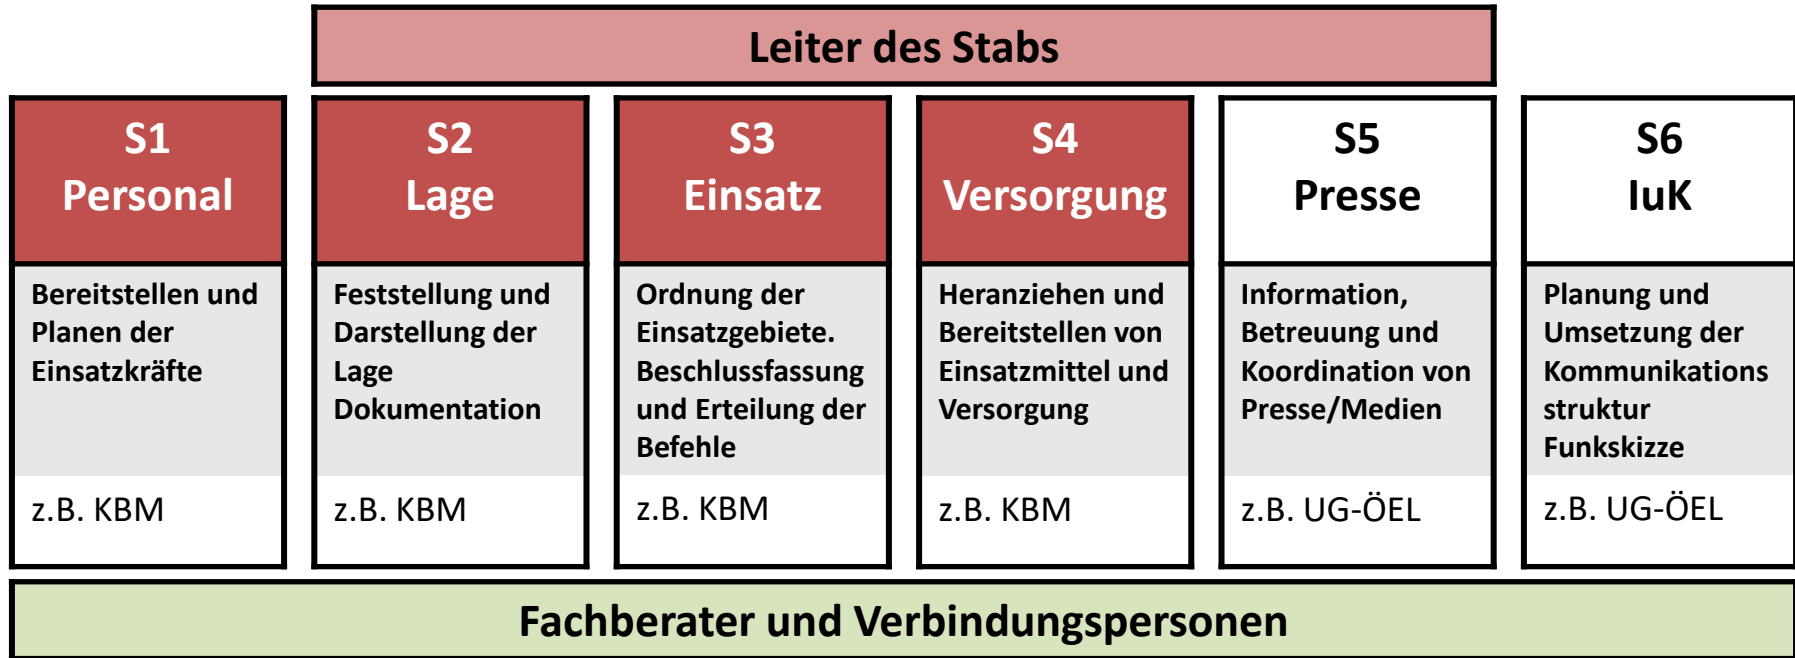 Leiter des Stabs
S1
Personal
Bereitstellen und
Planen der
Einsatzkräfte
z.B. KBM
S2
Lage
Feststellung und
Darstellung der
Lage
Dokumentation
z.B. KBM
S3
Einsatz
Ordnung der
Einsatzgebiete.
Beschlussfassung
und Erteilung der
Befehle
z.B. KBM
S4
Versorgung
Heranziehen und
Bereitstellen von
Einsatzmittel und
Versorgung
z.B. KBM
S5
Presse
Information,
Betreuung und
Koordination von
Presse/Medien
z.B. UG-ÖEL
S6
IuK
Planung und
Umsetzung der
Kommunikations
struktur
Funkskizze
z.B. UG-ÖEL
Fachberater und Verbindungspersonen